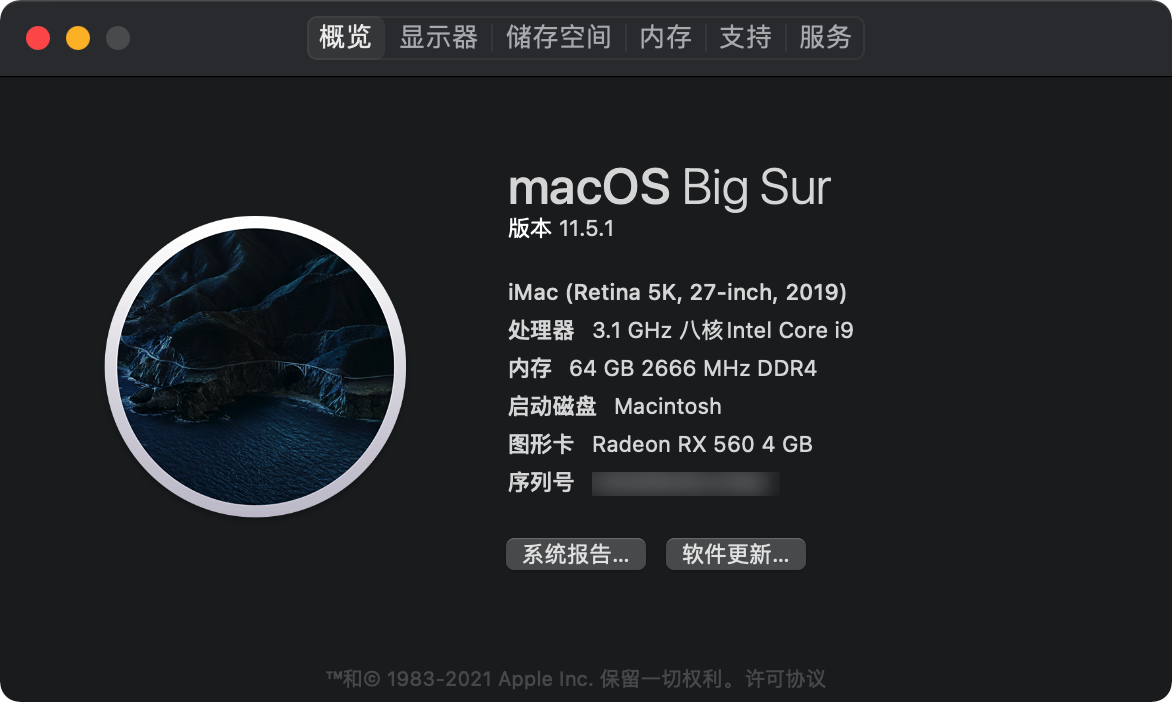 概览 显示器 储存空间 内存 支持 服务
macOS Big Sur
版本 11.5.1
iMac (Retina 5K, 27-inch, 2019)
处理器 3.1 GHz 八核Intel Core i9
内存 64 GB 2666 MHz DDR4
启动磁盘 Macintosh
图形卡 Radeon RX 560 4 GB
序列号
系统报告... 软件更新...
™和© 1983-2021 Apple Inc. 保留一切权利。许可协议